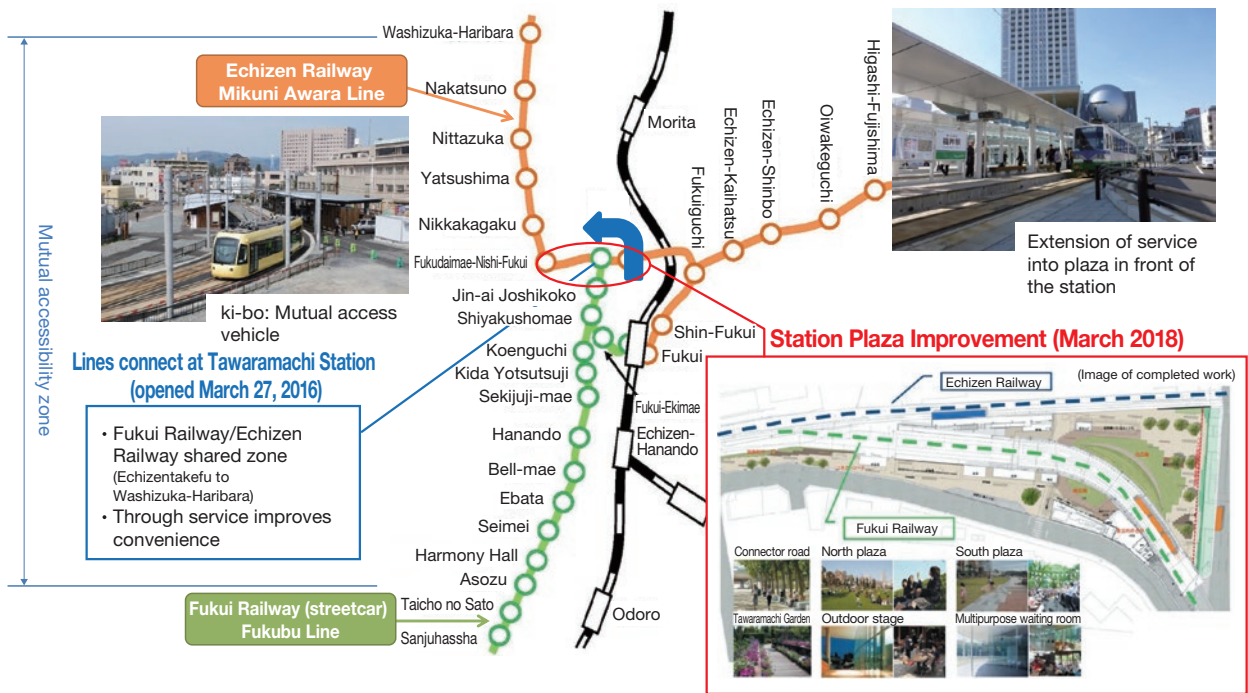 Washizuka-Haribara
Echizen Railway
Mikuni Awara Line
Nakatsuno
Nittazuka
Yatsushima
Nikkakagaku
Fukudaimae-Nishi-Fukui
Morita
Fukuiguchi
Echizen-Kaihatsu
Echizen-Shinbo
Oiwakeguchi
Higashi-Fujishima
Mutual accessibility zone
ki-bo: Mutual access
vehicle
Extension of service
into plaza in front of
the station
Jin-ai Joshikoko
Shiyakushomae
Koenguchi
Kida Yotsutsuji
Sekijuji-mae
Shin-Fukui
Fukui
Fukui-Ekimae
Echizen-
Hanando
Hanando
Bell-mae
Ebata
Seimei
Harmony Hall
Asozu
Taicho no Sato
Sanjuhassha
Odoro
Lines connect at Tawaramachi Station
(opened March 27, 2016)
• Fukui Railway/Echizen
Railway shared zone
(Echizentakefu to
Washizuka-Haribara)
• Through service improves
convenience
Fukui Railway (streetcar)
Fukubu Line
Station Plaza Improvement (March 2018)
Echizen Railway
(Image of completed work)
Fukui Railway
Connector road
North plaza
South plaza
Tawaramachi Garden
Outdoor stage
Multipurpose waiting room